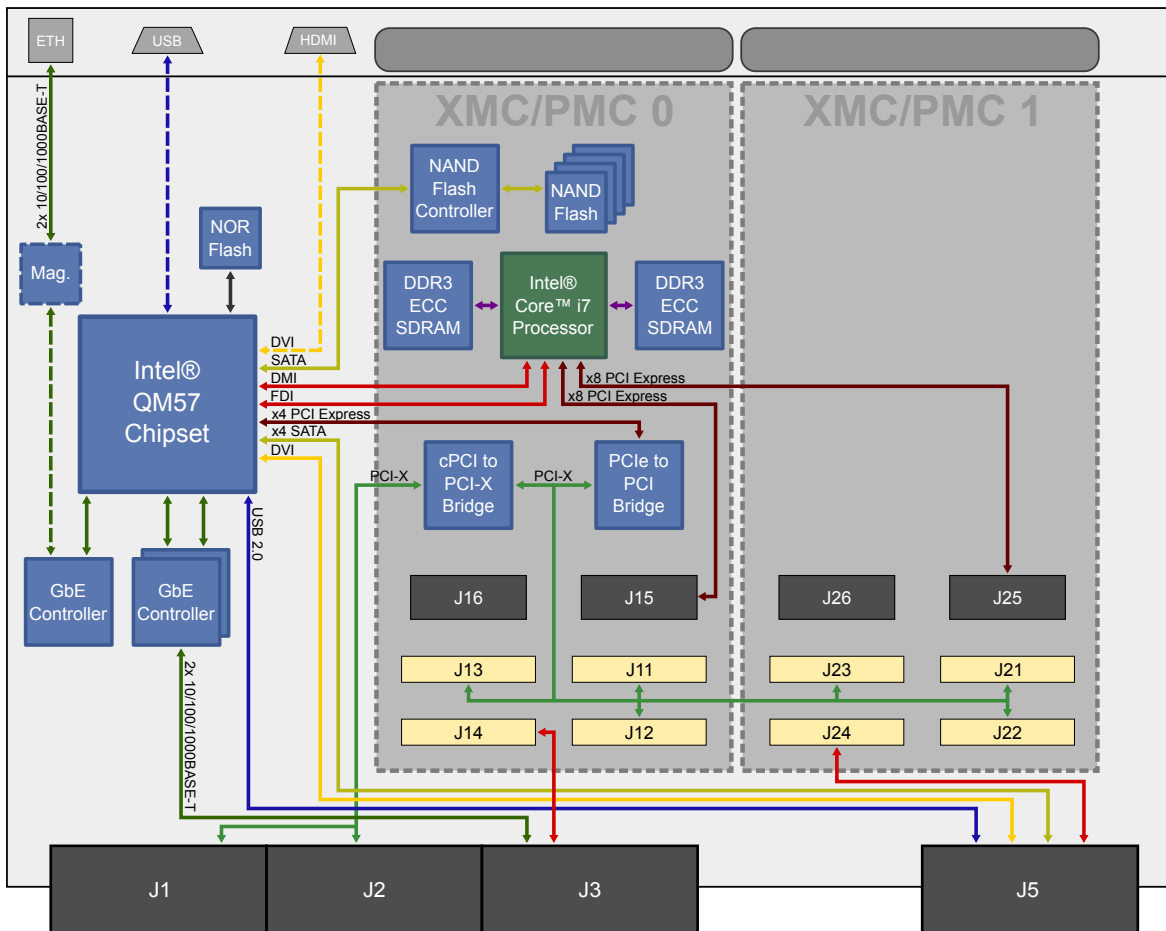 ETH
USB
HDMI
XMC/PMC 0
XMC/PMC 1
2x 10/100/1000BASE-T
NAND
Flash
Controller
NAND
Flash
NOR
Flash
Mag.
DDR3
ECC
SDRAM
Intel®
Core™ i7
Processor
DDR3
ECC
SDRAM
Intel®
QM57
Chipset
DVI
SATA
DMI
FDI
x4 PCI Express
x4 SATA
DVI
x8 PCI Express
x8 PCI Express
PCI-X
cPCI to
PCI-X
Bridge
PCI-X
PCIe to
PCI
Bridge
USB 2.0
GbE
Controller
GbE
Controller
J16
J15
J26
J25
J13
J11
J23
J21
J14
J12
J24
J22
2x 10/100/1000BASE-T
J1
J2
J3
J5